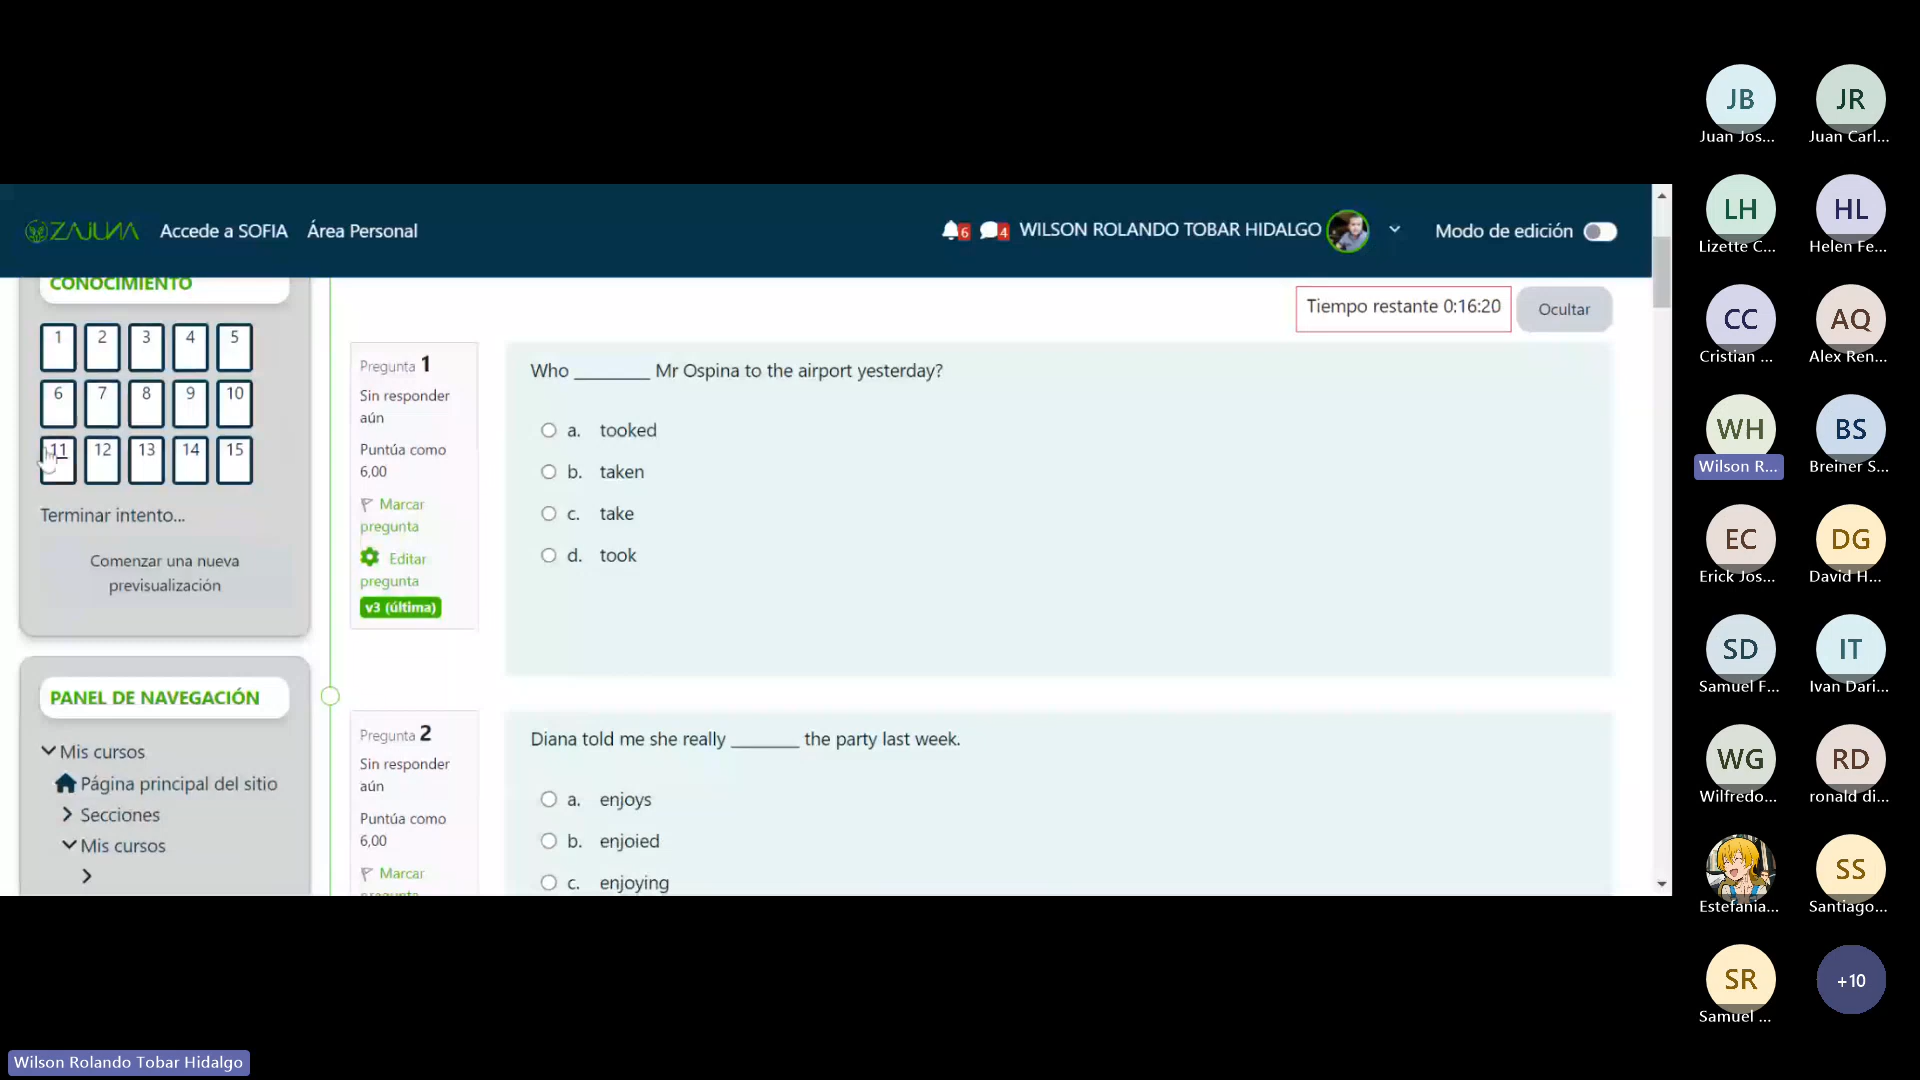 ZAJUNA Accede a SOFIA Área Personal
6 4 WILSON ROLANDO TOBAR HIDALGO Modo de edición
CONOCIMIENTO
1 2 3 4 5
6 7 8 9 10
11 12 13 14 15
Terminar intento...
Comenzar una nueva
previsualización
PANEL DE NAVEGACIÓN
Mis cursos
Página principal del sitio
Secciones
Mis cursos
Tiempo restante 0:16:20
Ocultar
Pregunta 1
Sin responder
aún
Puntúa como
6,00
Marcar
pregunta
Editar
pregunta
v3 (última)
Who ________ Mr Ospina to the airport yesterday?
a. tooked
b. taken
c. take
d. took
Pregunta 2
Sin responder
aún
Puntúa como
6,00
Marcar
Diana told me she really _______ the party last week.
a. enjoys
b. enjoied
c. enjoying
JB JR
Juan Jos... Juan Carl...
LH HL
Lizette C... Helen Fe...
CC AQ
Cristian ... Alex Ren...
WH BS
Wilson R... Breiner S...
EC DG
Erick Jos... David H...
SD IT
Samuel F... Ivan Dari...
WG RD
Wilfredo... ronald di...
SS
Estefania... Santiago...
SR +10
Samuel ...
Wilson Rolando Tobar Hidalgo